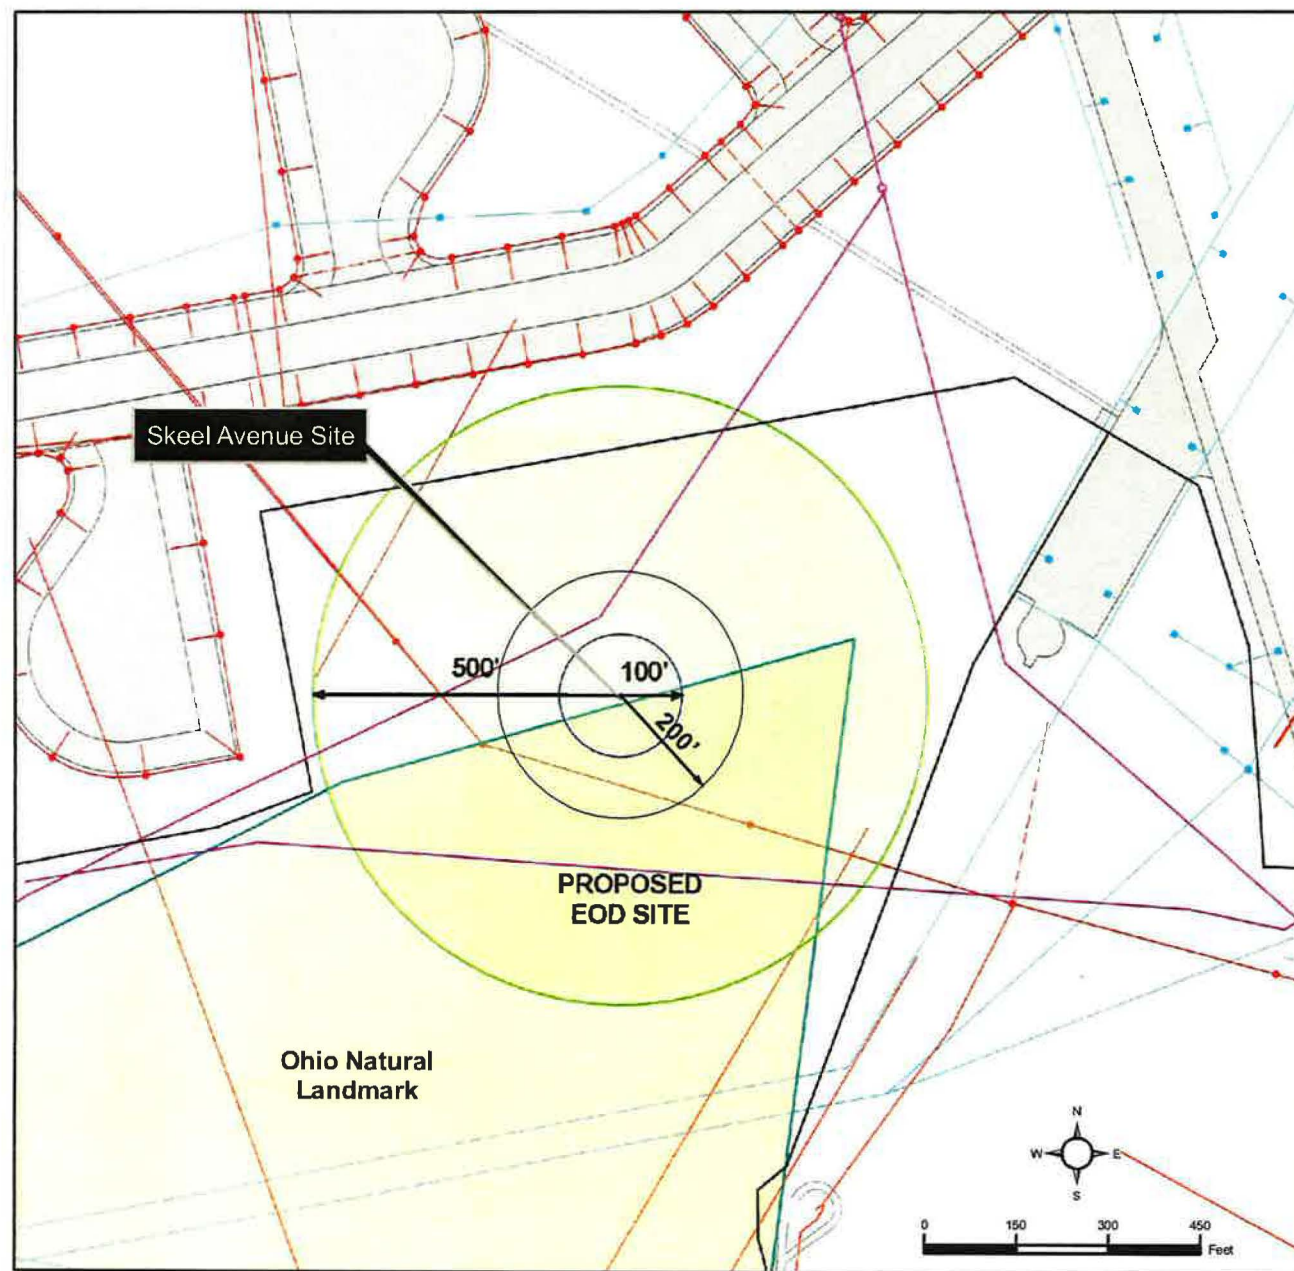 Skeel Avenue Site
500'
100'
200'
PROPOSED
EOD SITE
Ohio Natural
Landmark
N
W
E
S
0
150
300
450
Feet